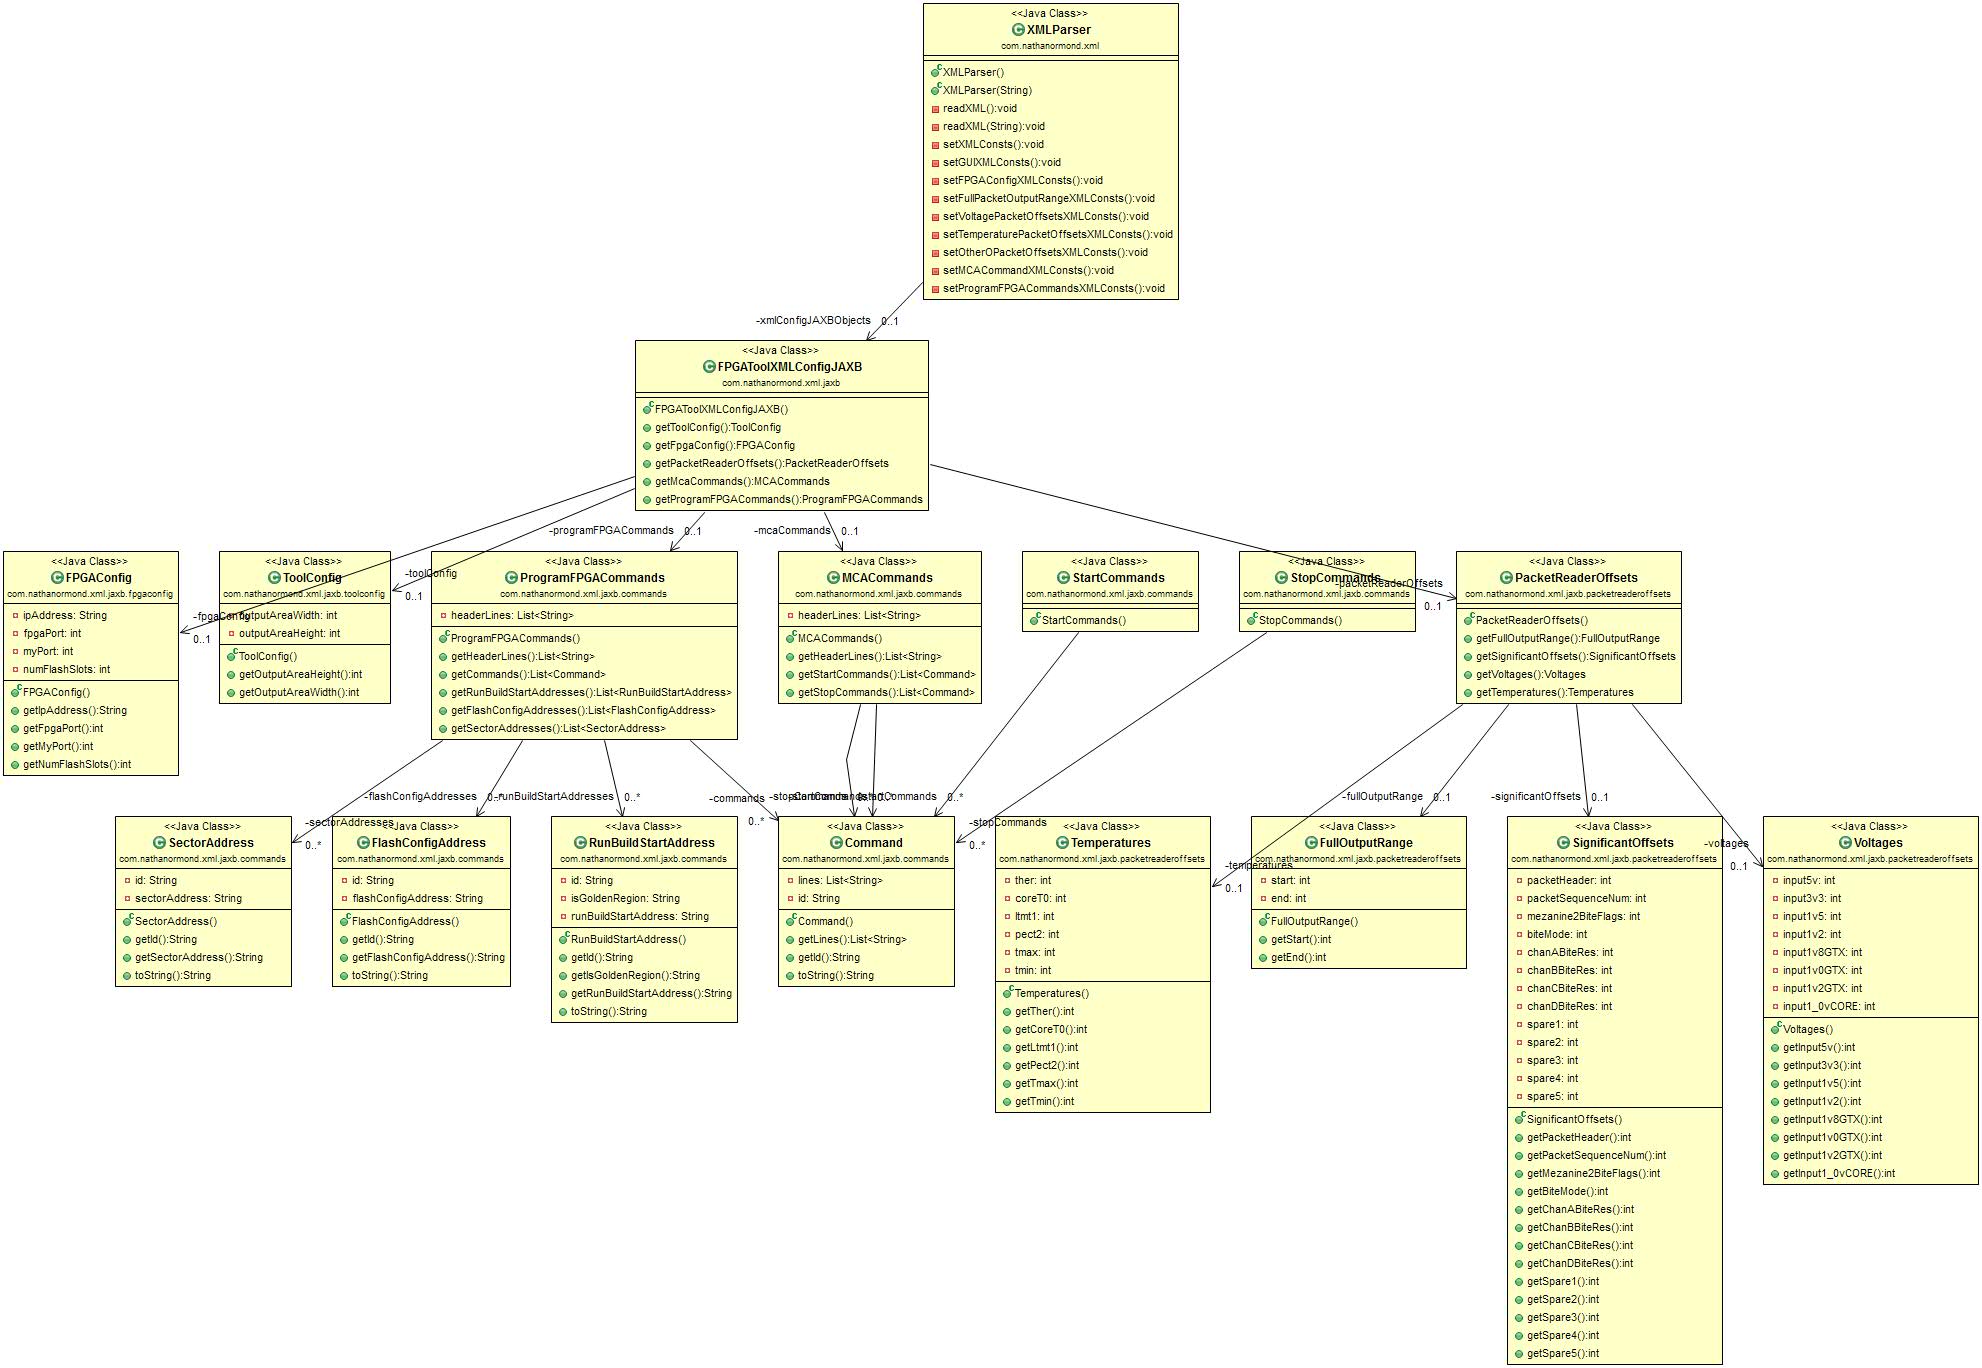 <<Java Class>>
XMLParser
com.nathanormond.xml
XMLParser()
XMLParser(String)
readXML():void
readXML(String):void
setXMLConsts():void
setGUIXMLConsts():void
setFPGAConfigXMLConsts():void
setFullPacketOutputRangeXMLConsts():void
setVoltagePacketOffsetsXMLConsts():void
setTemperaturePacketOffsetsXMLConsts():void
setOtherOPacketOffsetsXMLConsts():void
setMCACommandXMLConsts():void
setProgramFPGACommandsXMLConsts():void
-xmlConfigJAXBObjects 0..1
<<Java Class>>
FPGAToolXMLConfigJAXB
com.nathanormond.xml.jaxb
FPGAToolXMLConfigJAXB()
getToolConfig():ToolConfig
getFpgaConfig():FPGAConfig
getPacketReaderOffsets():PacketReaderOffsets
getMcaCommands():MCACommands
getProgramFPGACommands():ProgramFPGACommands
-programFPGACommands 0..1
-mcaCommands 0..1
-toolConfig
0..1
-fpgaConfig
0..1
-packetReaderOffsets
0..1
<<Java Class>>
FPGAConfig
com.nathanormond.xml.jaxb.fpgaconfig
ipAddress: String
fpgaPort: int
myPort: int
numFlashSlots: int
FPGAConfig()
getIpAddress():String
getFpgaPort():int
getMyPort():int
getNumFlashSlots():int
<<Java Class>>
ToolConfig
com.nathanormond.xml.jaxb.toolconfig
outputAreaWidth: int
outputAreaHeight: int
ToolConfig()
getOutputAreaHeight():int
getOutputAreaWidth():int
<<Java Class>>
ProgramFPGACommands
com.nathanormond.xml.jaxb.commands
headerLines: List<String>
ProgramFPGACommands()
getHeaderLines():List<String>
getCommands():List<Command>
getRunBuildStartAddresses():List<RunBuildStartAddress>
getFlashConfigAddresses():List<FlashConfigAddress>
getSectorAddresses():List<SectorAddress>
<<Java Class>>
MCACommands
com.nathanormond.xml.jaxb.commands
headerLines: List<String>
MCACommands()
getHeaderLines():List<String>
getStartCommands():List<Command>
getStopCommands():List<Command>
<<Java Class>>
StartCommands
com.nathanormond.xml.jaxb.commands
StartCommands()
<<Java Class>>
StopCommands
com.nathanormond.xml.jaxb.commands
StopCommands()
<<Java Class>>
PacketReaderOffsets
com.nathanormond.xml.jaxb.packetreaderoffsets
PacketReaderOffsets()
getFullOutputRange():FullOutputRange
getSignificantOffsets():SignificantOffsets
getVoltages():Voltages
getTemperatures():Temperatures
-flashConfigAddresses
-runBuildStartAddresses 0..*
-commands
0..*
-startCommands 0..*
-stopCommands
0..*
-sectorAddresses
0..*
-fullOutputRange 0..1
-significantOffsets 0..1
-voltages
0..1
-temperatures
0..1
<<Java Class>>
SectorAddress
com.nathanormond.xml.jaxb.commands
id: String
sectorAddress: String
SectorAddress()
getId():String
getSectorAddress():String
toString():String
<<Java Class>>
FlashConfigAddress
com.nathanormond.xml.jaxb.commands
id: String
flashConfigAddress: String
FlashConfigAddress()
getId():String
getFlashConfigAddress():String
toString():String
<<Java Class>>
RunBuildStartAddress
com.nathanormond.xml.jaxb.commands
id: String
isGoldenRegion: String
runBuildStartAddress: String
RunBuildStartAddress()
getId():String
getIsGoldenRegion():String
getRunBuildStartAddress():String
toString():String
<<Java Class>>
Command
com.nathanormond.xml.jaxb.commands
lines: List<String>
id: String
Command()
getLines():List<String>
getId():String
toString():String
<<Java Class>>
Temperatures
com.nathanormond.xml.jaxb.packetreaderoffsets
ther: int
coreT0: int
ltmt1: int
pect2: int
tmax: int
tmin: int
Temperatures()
getTher():int
getCoreT0():int
getLtmt1():int
getPect2():int
getTmax():int
getTmin():int
<<Java Class>>
FullOutputRange
com.nathanormond.xml.jaxb.packetreaderoffsets
start: int
end: int
FullOutputRange()
getStart():int
getEnd():int
<<Java Class>>
SignificantOffsets
com.nathanormond.xml.jaxb.packetreaderoffsets
packetHeader: int
packetSequenceNum: int
mezanine2BiteFlags: int
biteMode: int
chanABiteRes: int
chanBBiteRes: int
chanCBiteRes: int
chanDBiteRes: int
spare1: int
spare2: int
spare3: int
spare4: int
spare5: int
SignificantOffsets()
getPacketHeader():int
getPacketSequenceNum():int
getMezanine2BiteFlags():int
getBiteMode():int
getChanABiteRes():int
getChanBBiteRes():int
getChanCBiteRes():int
getChanDBiteRes():int
getSpare1():int
getSpare2():int
getSpare3():int
getSpare4():int
getSpare5():int
<<Java Class>>
Voltages
com.nathanormond.xml.jaxb.packetreaderoffsets
input5v: int
input3v3: int
input1v5: int
input1v2: int
input1v8GTX: int
input1v0GTX: int
input1v2GTX: int
input1_0vCORE: int
Voltages()
getInput5v():int
getInput3v3():int
getInput1v5():int
getInput1v2():int
getInput1v8GTX():int
getInput1v0GTX():int
getInput1v2GTX():int
getInput1_0vCORE():int